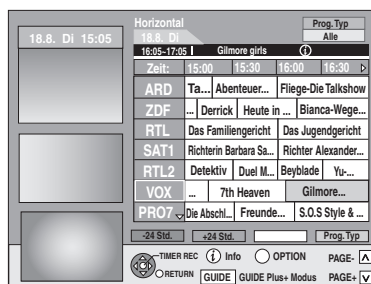 Horizontal Prog.Typ
18.8. Di 15:05 18.8. Di Alle
16:05-17:05 Gilmore girls i
Zeit: 15:00 15:30 16:00 16:30
ARD Ta... Abenteuer... Fliege-Die Talkshow
ZDF ... Derrick Heute in ... Bianca-Wege...
RTL Das Familiengericht Das Jugendgericht
SAT1 Richterin Barbara Sa... Richter Alexander...
RTL2 Detektiv Duel M... Beyblade Yu-...
VOX ... 7th Heaven Gilmore...
PRO7 Die Abschl... Freunde... S.O.S Style & ...
-24 Std. +24 Std. Prog.Typ
TIMER REC i Info OPTION PAGE-
RETURN GUIDE GUIDE Plus+ Modus PAGE+